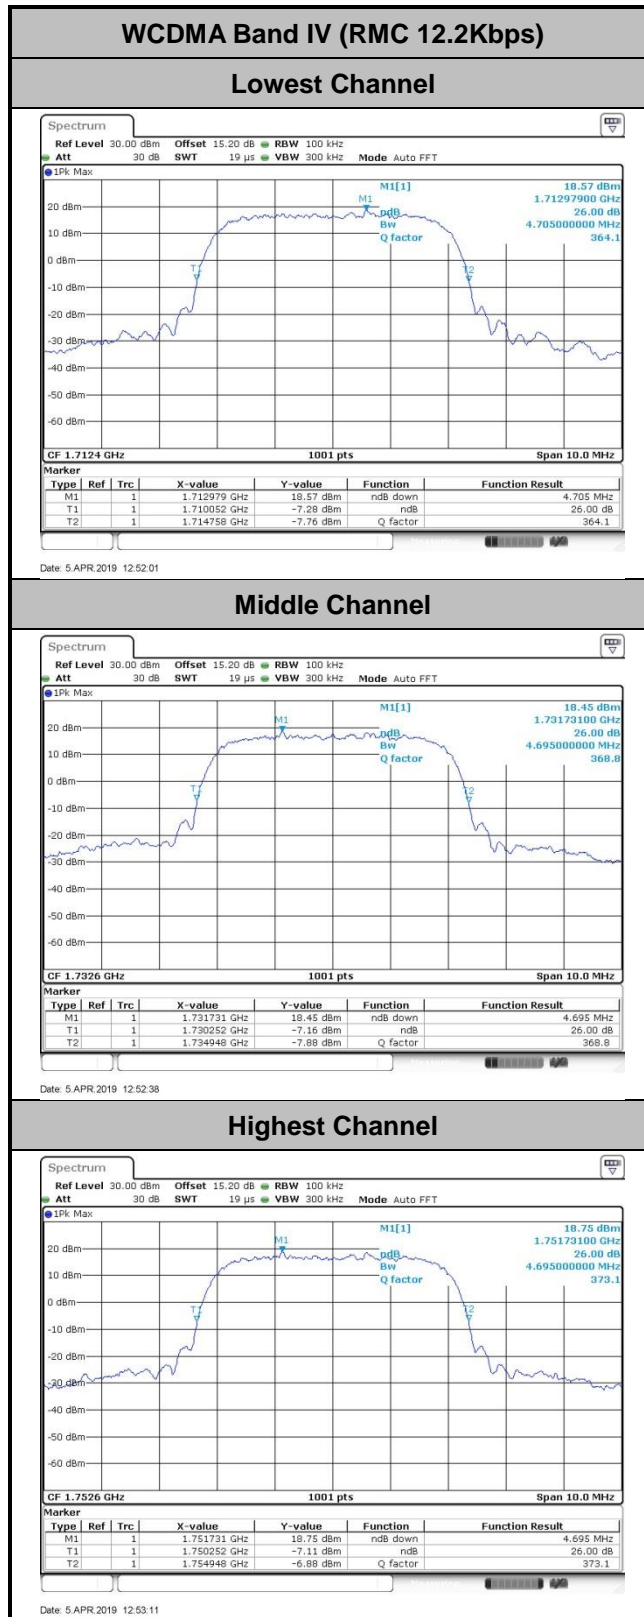 WCDMA Band IV (RMC 12.2Kbps)
Lowest Channel
Spectrum
Ref Level 30.00 dBm Offset 15.20 dB RBW 100 kHz
Att 30 dB SWT 19 µs VBW 300 kHz Mode Auto FFT
1Pk Max
M1[1] 18.57 dBm
1.71297900 GHz
ndB 26.00 dB
Bw 4.705000000 MHz
Q factor 364.1
M1
T1
T2
20 dBm
10 dBm
0 dBm
-10 dBm
-20 dBm
-30 dBm
-40 dBm
-50 dBm
-60 dBm
CF 1.7124 GHz 1001 pts Span 10.0 MHz
Marker
Type Ref Trc X-value Y-value Function Function Result
M1 1 1.712979 GHz 18.57 dBm ndB down 4.705 MHz
T1 1 1.710052 GHz -7.28 dBm ndB 26.00 dB
T2 1 1.714758 GHz -7.76 dBm Q factor 364.1
Date: 5.APR.2019 12:52:01
Middle Channel
Spectrum
Ref Level 30.00 dBm Offset 15.20 dB RBW 100 kHz
Att 30 dB SWT 19 µs VBW 300 kHz Mode Auto FFT
1Pk Max
M1[1] 18.45 dBm
1.73173100 GHz
ndB 26.00 dB
Bw 4.695000000 MHz
Q factor 368.8
M1
T1
T2
20 dBm
10 dBm
0 dBm
-10 dBm
-20 dBm
-30 dBm
-40 dBm
-50 dBm
-60 dBm
CF 1.7326 GHz 1001 pts Span 10.0 MHz
Marker
Type Ref Trc X-value Y-value Function Function Result
M1 1 1.731731 GHz 18.45 dBm ndB down 4.695 MHz
T1 1 1.730252 GHz -7.16 dBm ndB 26.00 dB
T2 1 1.734948 GHz -7.88 dBm Q factor 368.8
Date: 5.APR.2019 12:52:38
Highest Channel
Spectrum
Ref Level 30.00 dBm Offset 15.20 dB RBW 100 kHz
Att 30 dB SWT 19 µs VBW 300 kHz Mode Auto FFT
1Pk Max
M1[1] 18.75 dBm
1.75173100 GHz
ndB 26.00 dB
Bw 4.695000000 MHz
Q factor 373.1
M1
T1
T2
20 dBm
10 dBm
0 dBm
-10 dBm
-20 dBm
-30 dBm
-40 dBm
-50 dBm
-60 dBm
CF 1.7526 GHz 1001 pts Span 10.0 MHz
Marker
Type Ref Trc X-value Y-value Function Function Result
M1 1 1.751731 GHz 18.75 dBm ndB down 4.695 MHz
T1 1 1.750252 GHz -7.11 dBm ndB 26.00 dB
T2 1 1.754948 GHz -6.88 dBm Q factor 373.1
Date: 5.APR.2019 12:53:11